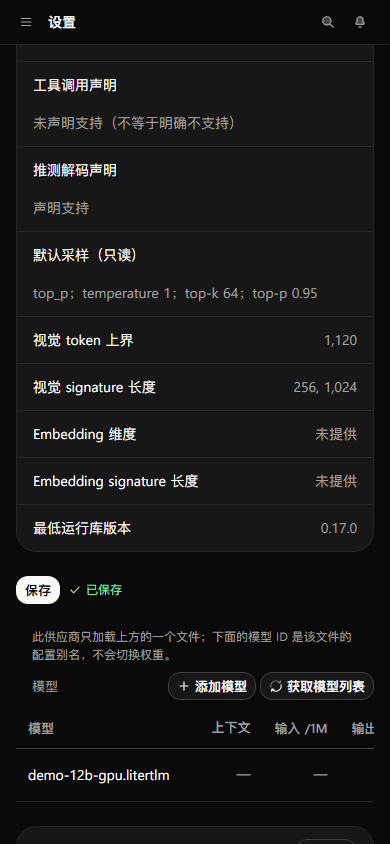 设置
工具调用声明
未声明支持（不等于明确不支持）
推测解码声明
声明支持
默认采样（只读）
top_p；temperature 1；top-k 64；top-p 0.95
视觉 token 上界 1,120
视觉 signature 长度 256, 1,024
Embedding 维度 未提供
Embedding signature 长度 未提供
最低运行库版本 0.17.0
保存 已保存
此供应商只加载上方的一个文件；下面的模型 ID 是该文件的
配置别名，不会切换权重。
模型 添加模型 获取模型列表
模型 上下文 输入 /1M 输出
demo-12b-gpu.litertlm — —